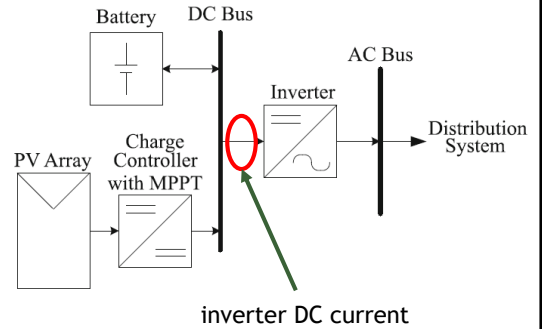 Battery
DC Bus
AC Bus
Inverter
Distribution
System
Charge
Controller
with MPPT
PV Array
inverter DC current